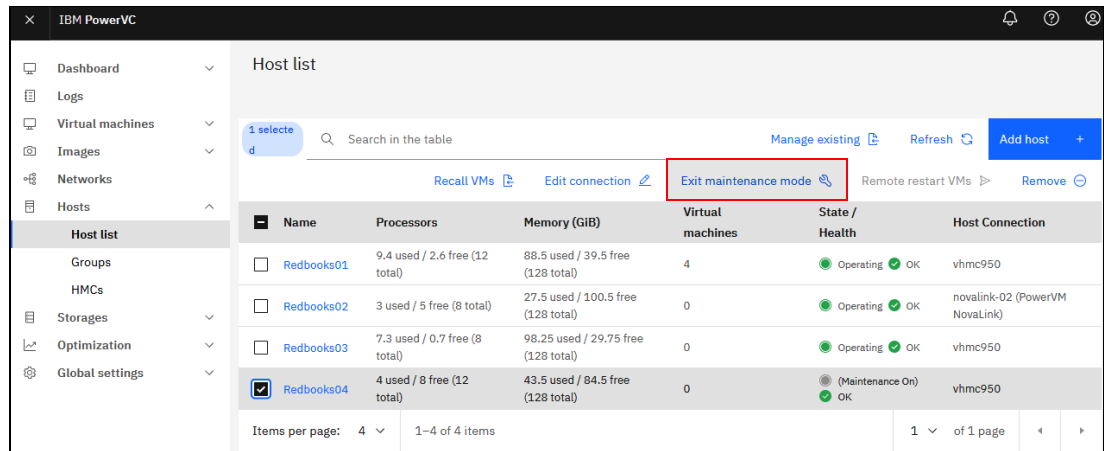 IBM PowerVC
Dashboard
Logs
Virtual machines
Images
Networks
Hosts
Host list
Groups
HMCs
Storages
Optimization
Global settings
Host list
1 selecte
d
Search in the table
Manage existing
Refresh
Add host +
Recall VMs
Edit connection
Exit maintenance mode
Remote restart VMs
Remove
Name
Processors
Memory (GiB)
Virtual
machines
State /
Health
Host Connection
Redbooks01
9.4 used / 2.6 free (12
total)
88.5 used / 39.5 free
(128 total)
4
Operating OK
vhmc950
Redbooks02
3 used / 5 free (8 total)
27.5 used / 100.5 free
(128 total)
0
Operating OK
novalink-02 (PowerVM
NovaLink)
Redbooks03
7.3 used / 0.7 free (8
total)
98.25 used / 29.75 free
(128 total)
0
Operating OK
vhmc950
Redbooks04
4 used / 8 free (12
total)
43.5 used / 84.5 free
(128 total)
0
(Maintenance On)
OK
vhmc950
Items per page: 4
1–4 of 4 items
1 of 1 page